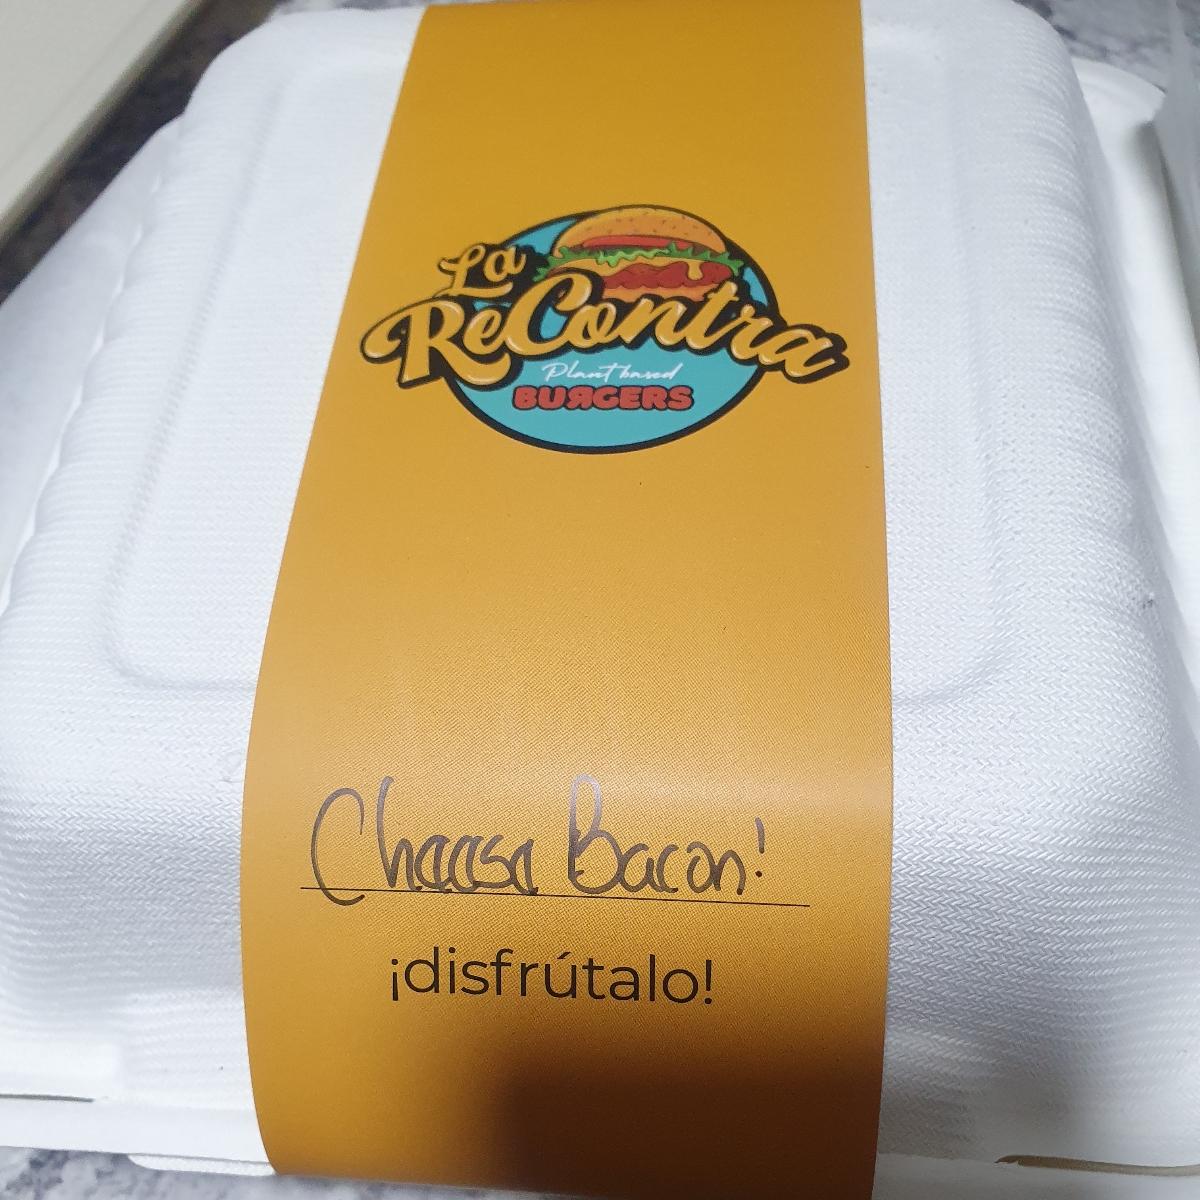 La
ReContra
Plant based
BURGERS
Cheese Bacon!
¡disfrútalo!